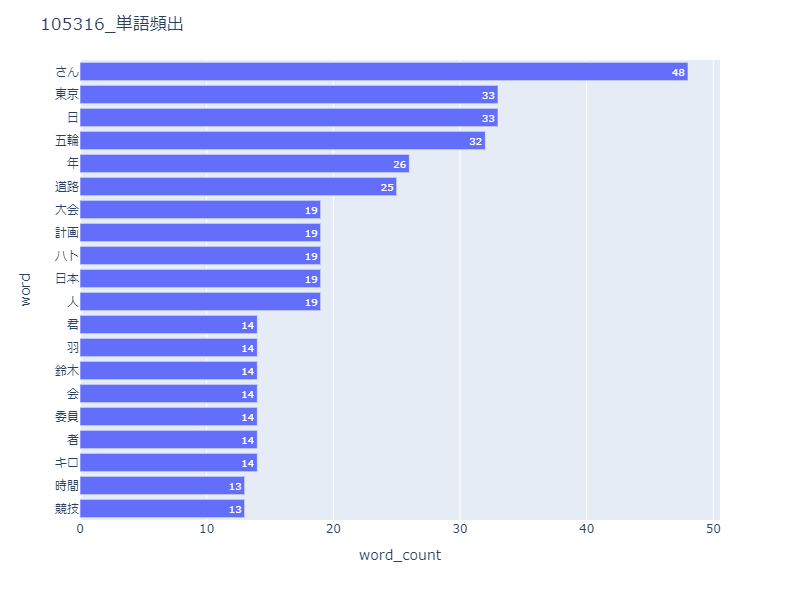 105316_単語頻出
さん 48
東京 33
日 33
五輪 32
年 26
道路 25
大会 19
計画 19
ハト 19
日本 19
人 19
君 14
羽 14
鈴木 14
会 14
委員 14
者 14
キロ 14
時間 13
競技 13
word
0 10 20 30 40 50
word_count